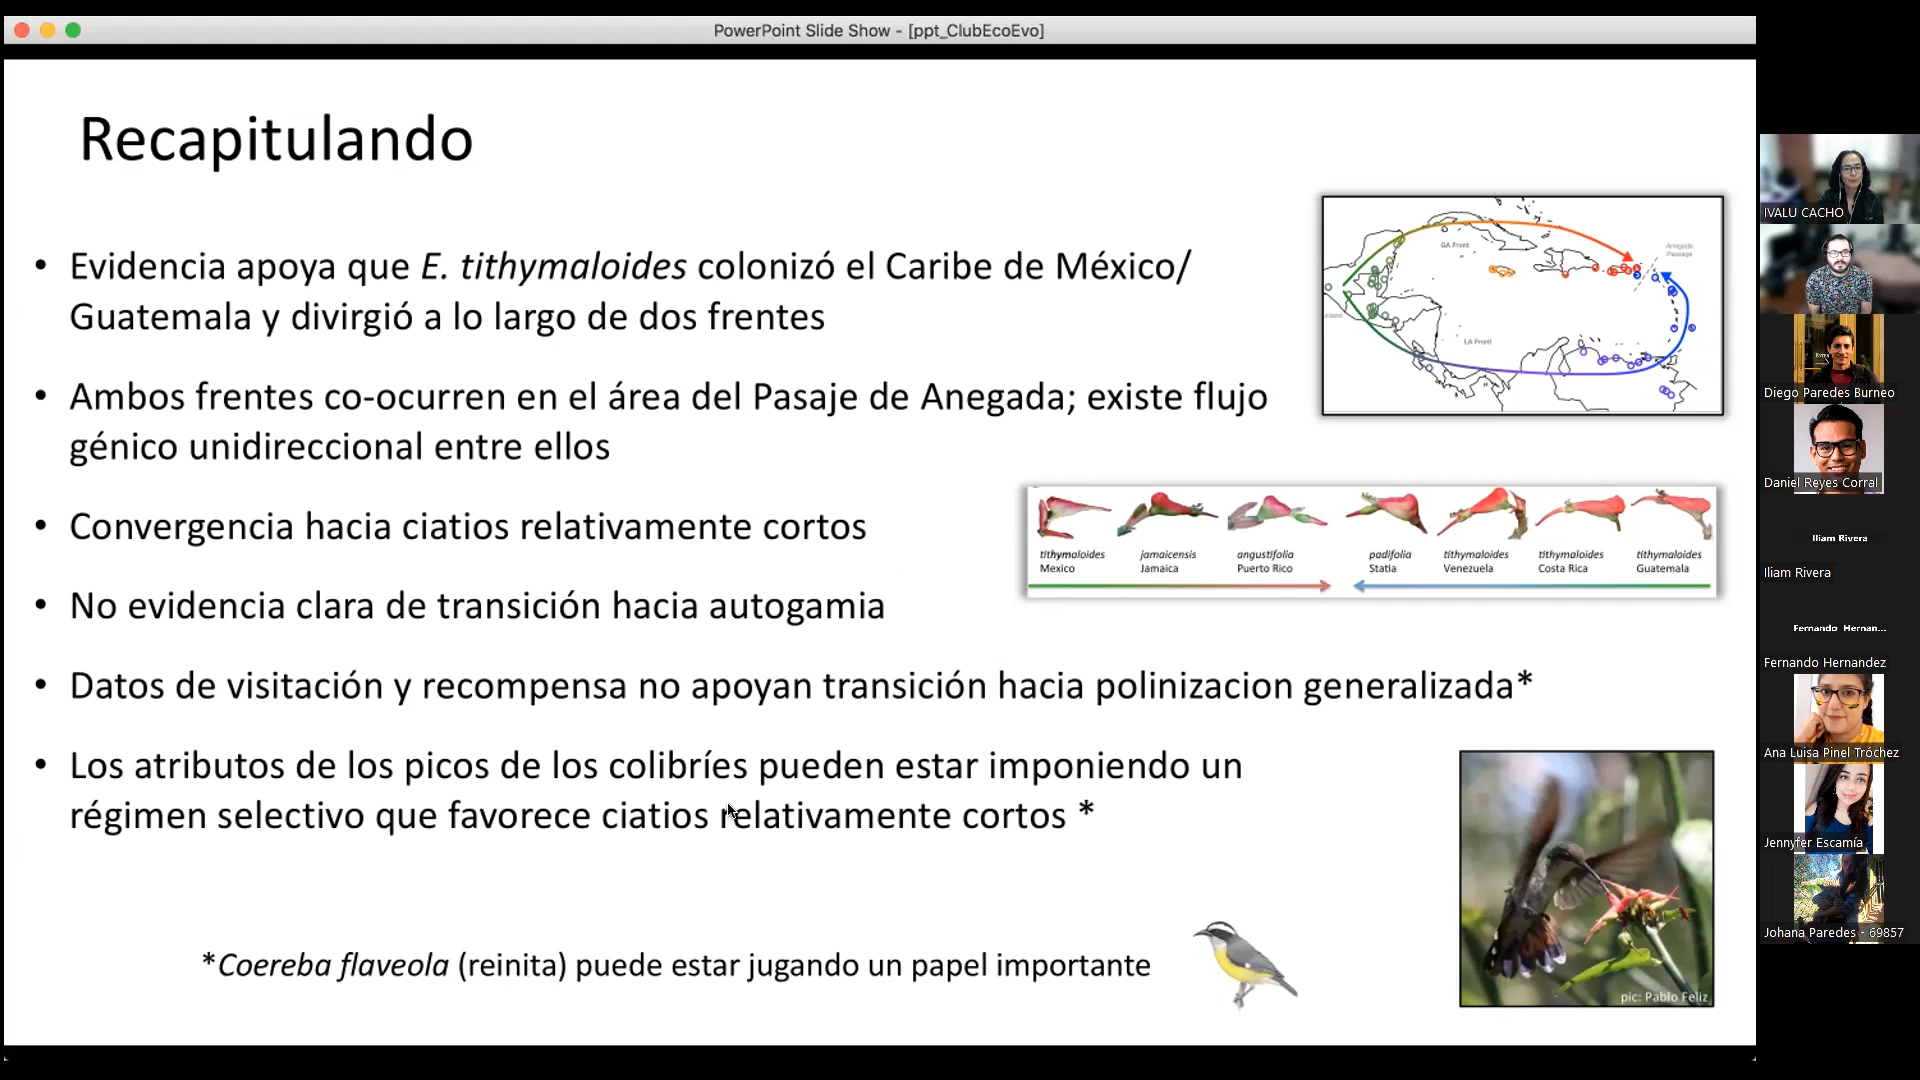 PowerPoint Slide Show - [ppt_ClubEcoEvo]
Recapitulando
• Evidencia apoya que E. tithymaloides colonizó el Caribe de México/
Guatemala y divirgió a lo largo de dos frentes
• Ambos frentes co-ocurren en el área del Pasaje de Anegada; existe flujo
génico unidireccional entre ellos
• Convergencia hacia ciatios relativamente cortos
• No evidencia clara de transición hacia autogamia
• Datos de visitación y recompensa no apoyan transición hacia polinizacion generalizada*
• Los atributos de los picos de los colibríes pueden estar imponiendo un
régimen selectivo que favorece ciatios relativamente cortos *
*Coereba flaveola (reinita) puede estar jugando un papel importante
GA Front
Anegada
Passage
LA Front
tithymaloides
Mexico
jamaicensis
Jamaica
angustifolia
Puerto Rico
padifolia
Statia
tithymaloides
Venezuela
tithymaloides
Costa Rica
tithymaloides
Guatemala
pic: Pablo Feliz
IVALU CACHO
Diego Paredes Burneo
Daniel Reyes Corral
Iliam Rivera
Iliam Rivera
Fernando Hernan...
Fernando Hernandez
Ana Luisa Pinel Tróchez
Jennyfer Escamía
Johana Paredes - 69857